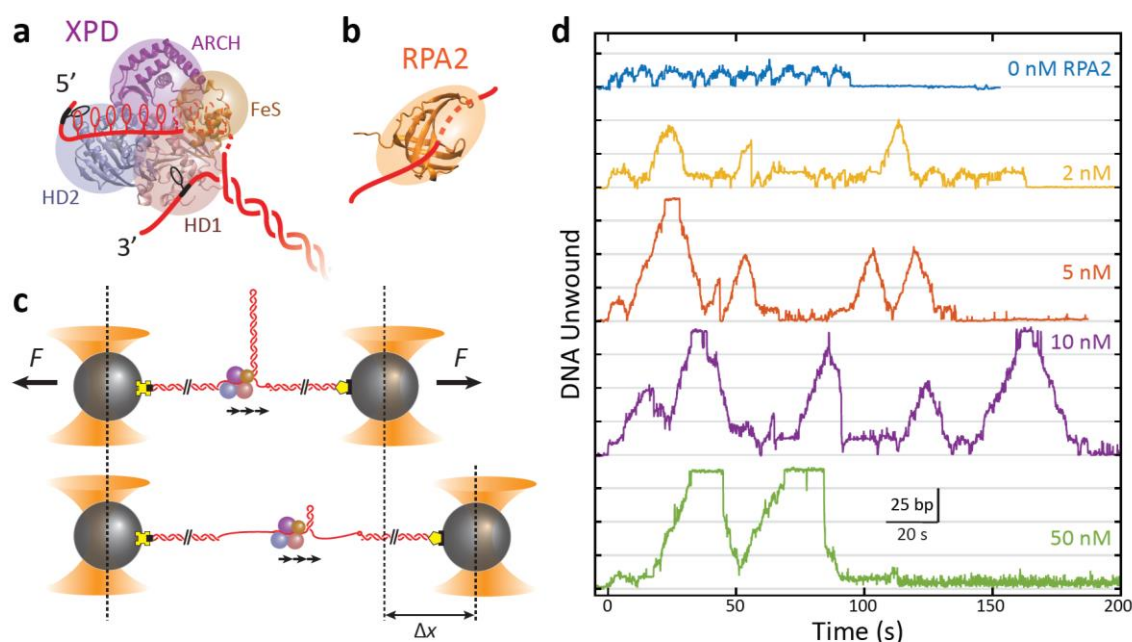 a
XPD
ARCH
5’
FeS
HD2
HD1
3’
b
RPA2
c
F
F
Δx
d
0 nM RPA2
2 nM
5 nM
10 nM
25 bp
20 s
50 nM
DNA Unwound
0
50
100
150
200
Time (s)